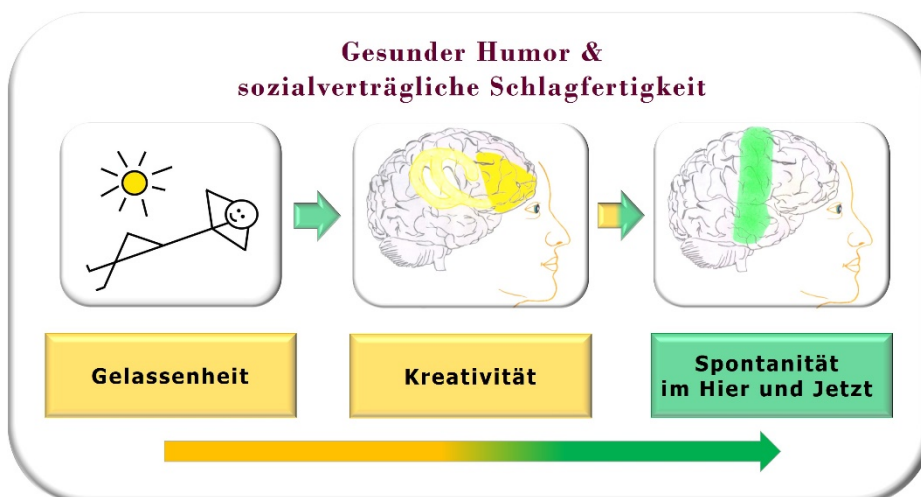 Gesunder Humor &
sozialverträgliche Schlagfertigkeit
Gelassenheit
Kreativität
Spontanität
im Hier und Jetzt